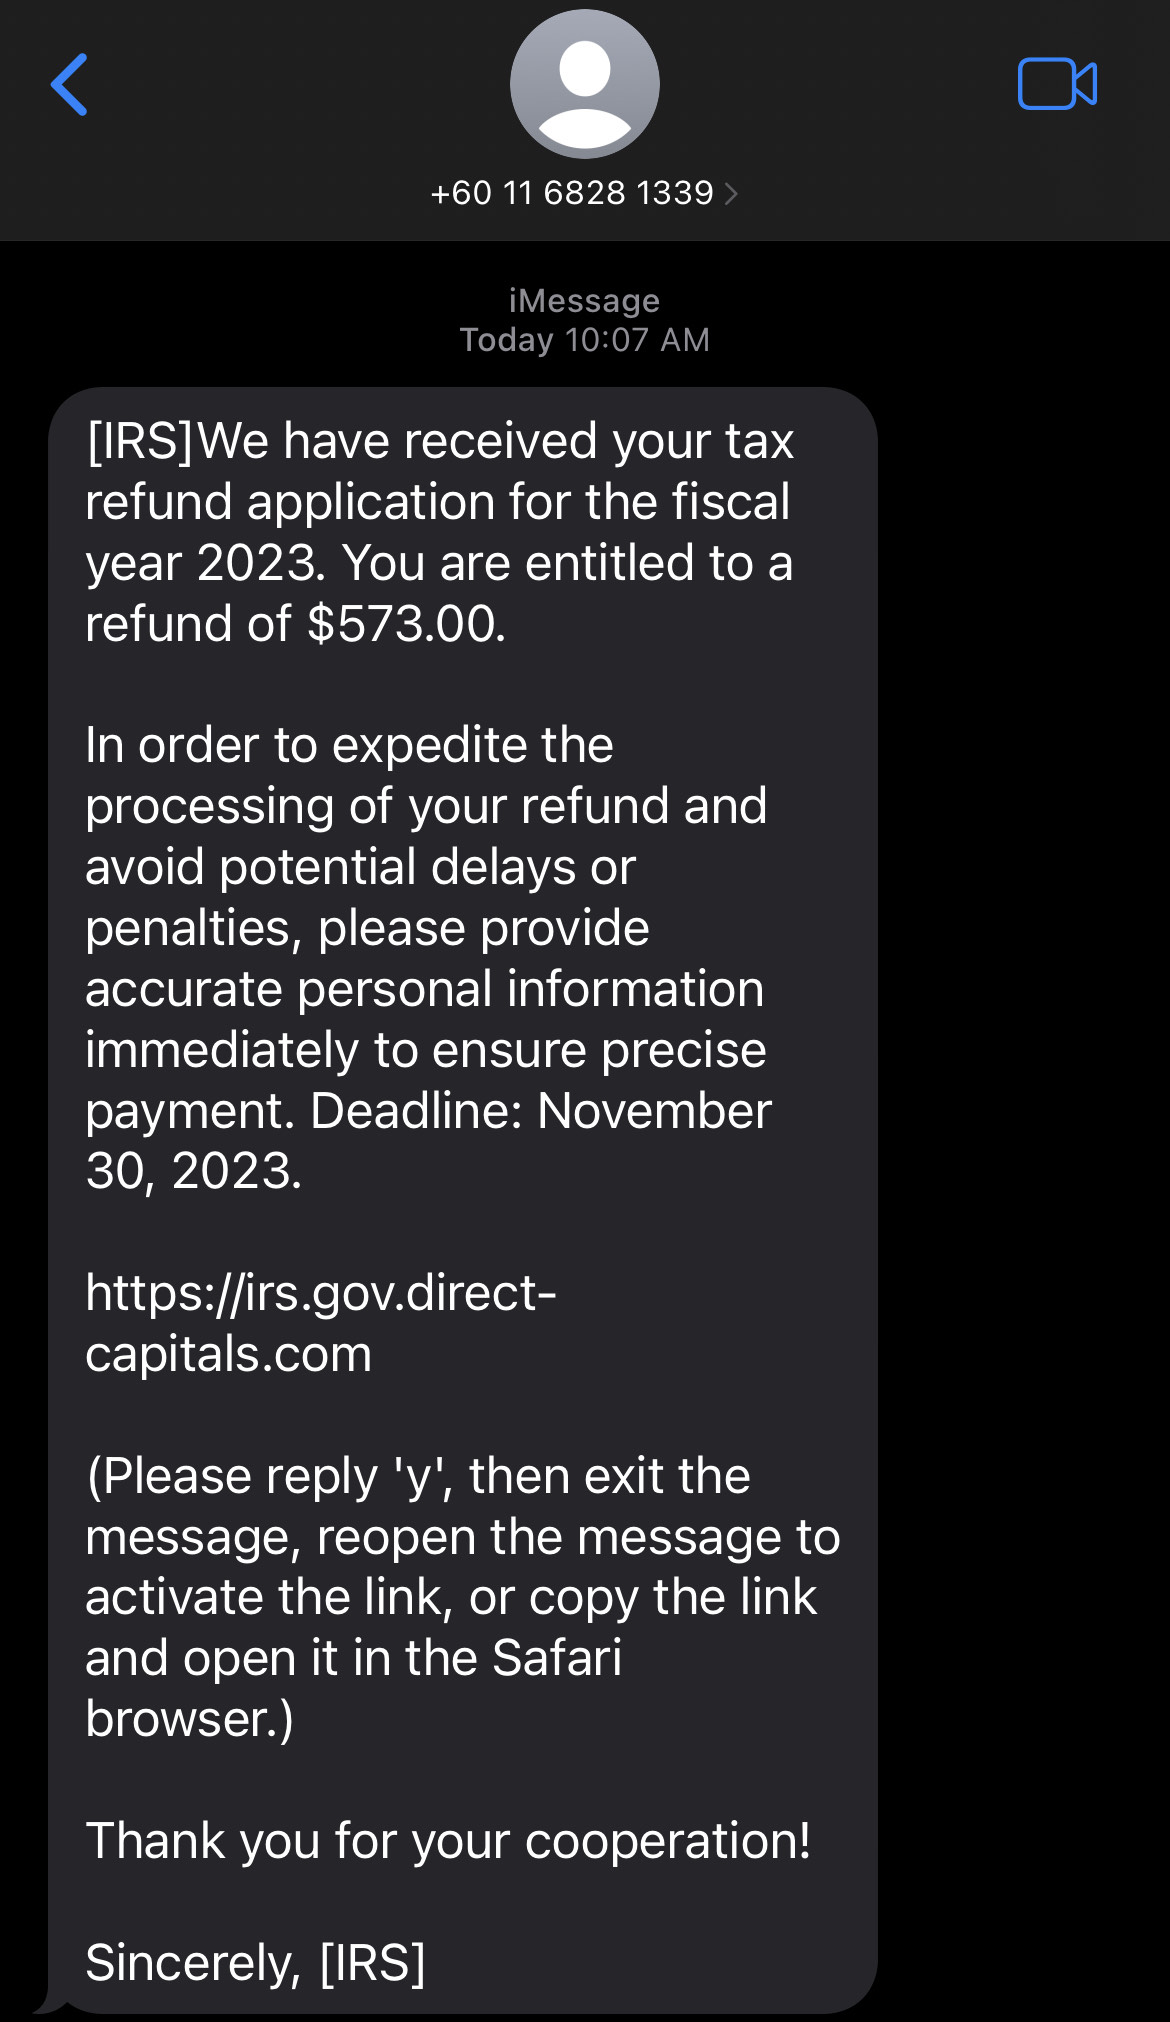 +60 11 6828 1339
iMessage
Today 10:07 AM
[IRS]We have received your tax
refund application for the fiscal
year 2023. You are entitled to a
refund of $573.00.
In order to expedite the
processing of your refund and
avoid potential delays or
penalties, please provide
accurate personal information
immediately to ensure precise
payment. Deadline: November
30, 2023.
https://irs.gov.direct-
capitals.com
(Please reply 'y', then exit the
message, reopen the message to
activate the link, or copy the link
and open it in the Safari
browser.)
Thank you for your cooperation!
Sincerely, [IRS]